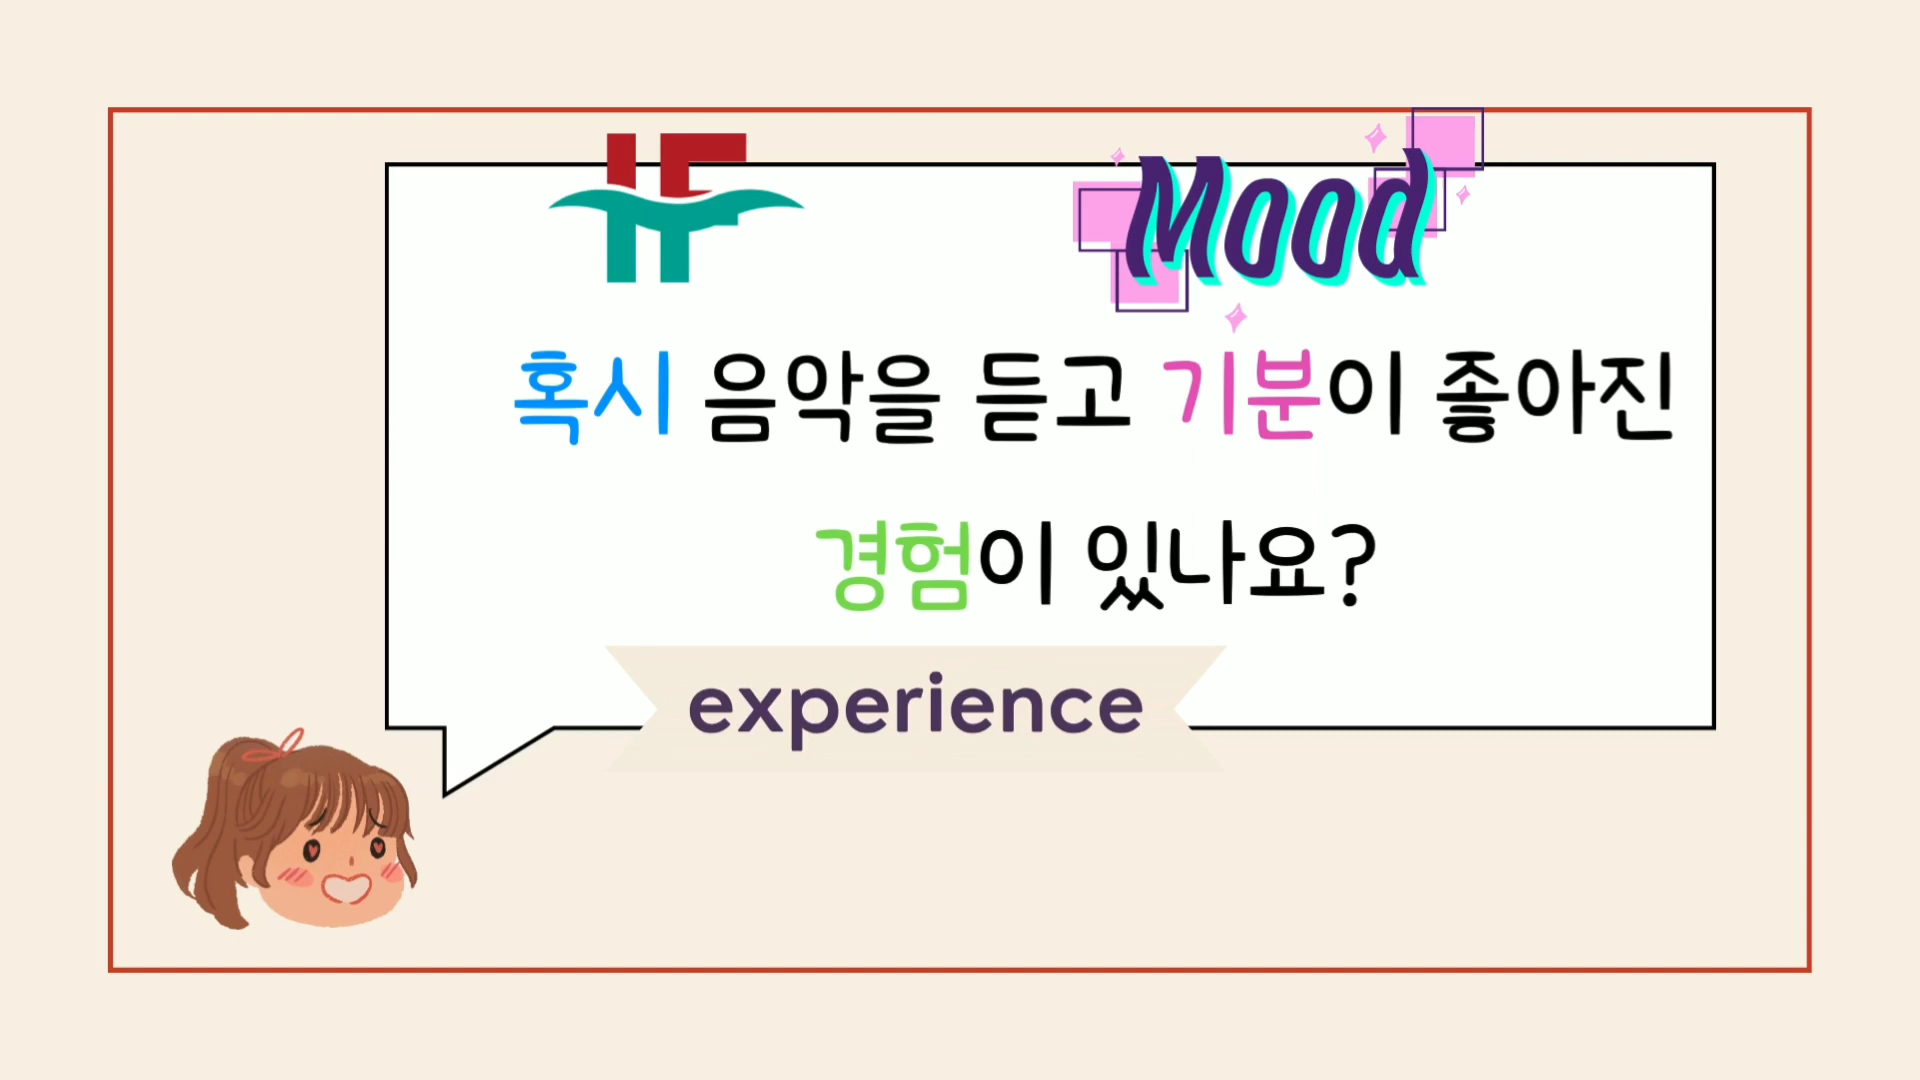 IF
Mood
혹시 음악을 듣고 기분이 좋아진
경험이 있나요?
experience